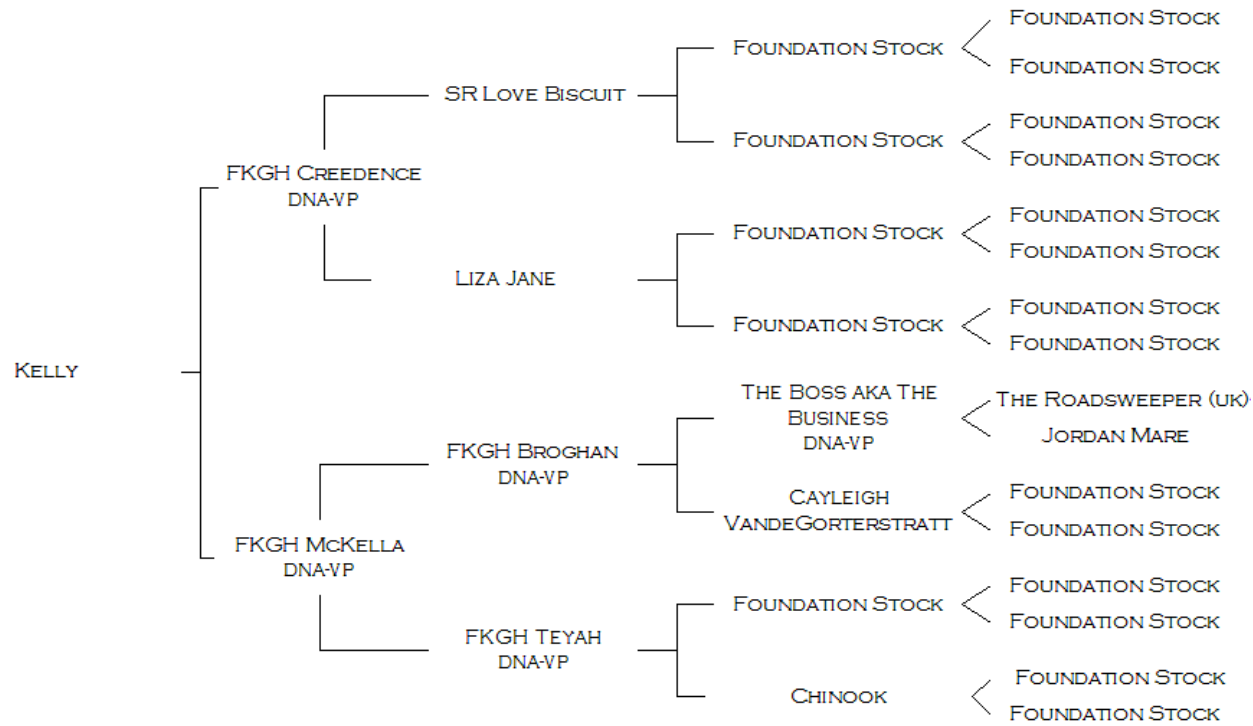 Foundation Stock
Foundation Stock
Foundation Stock
SR Love Biscuit
Foundation Stock
Foundation Stock
Foundation Stock
FKGH Creedence
DNA-VP
Foundation Stock
Foundation Stock
Foundation Stock
Liza Jane
Foundation Stock
Foundation Stock
Foundation Stock
Kelly
The Boss aka The
Business
DNA-VP
The Roadsweeper (UK)
Jordan Mare
FKGH Broghan
DNA-VP
Cayleigh
VandeGorterstratt
Foundation Stock
Foundation Stock
FKGH McKella
DNA-VP
Foundation Stock
Foundation Stock
Foundation Stock
FKGH Teyah
DNA-VP
Chinook
Foundation Stock
Foundation Stock